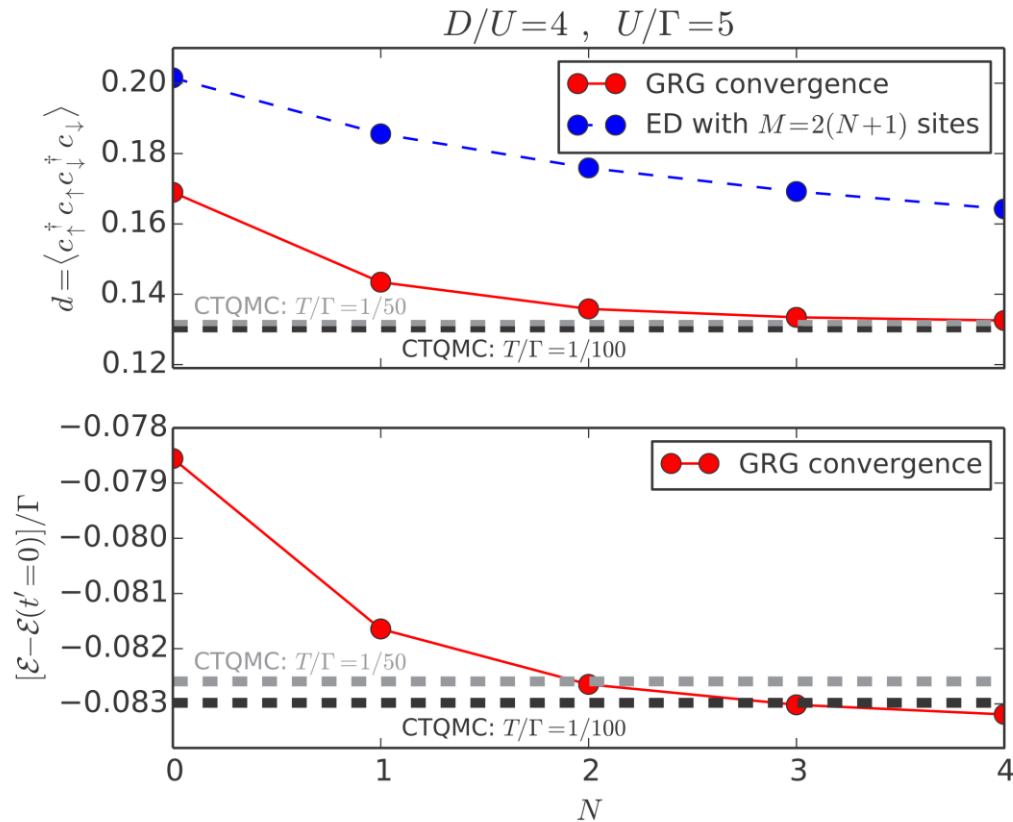 D/U=4 , U/Γ=5
d=⟨c↑†c↑c↓†c↓⟩
0.20
0.18
0.16
0.14
0.12
GRG convergence
ED with M=2(N+1) sites
CTQMC: T/Γ=1/50
CTQMC: T/Γ=1/100
[ℰ−ℰ(t′=0)]/Γ
−0.078
−0.079
−0.080
−0.081
−0.082
−0.083
GRG convergence
CTQMC: T/Γ=1/50
CTQMC: T/Γ=1/100
0 1 2 3 4
N